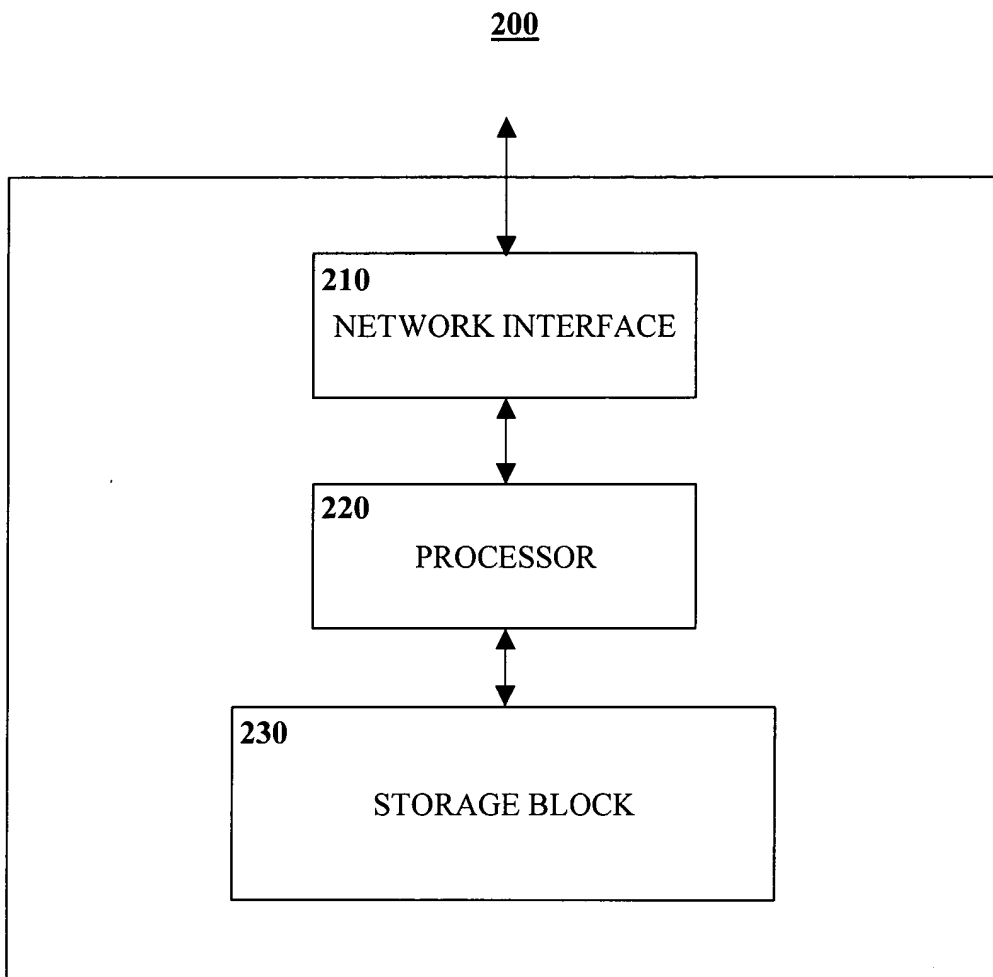 200
210
NETWORK INTERFACE
220
PROCESSOR
230
STORAGE BLOCK